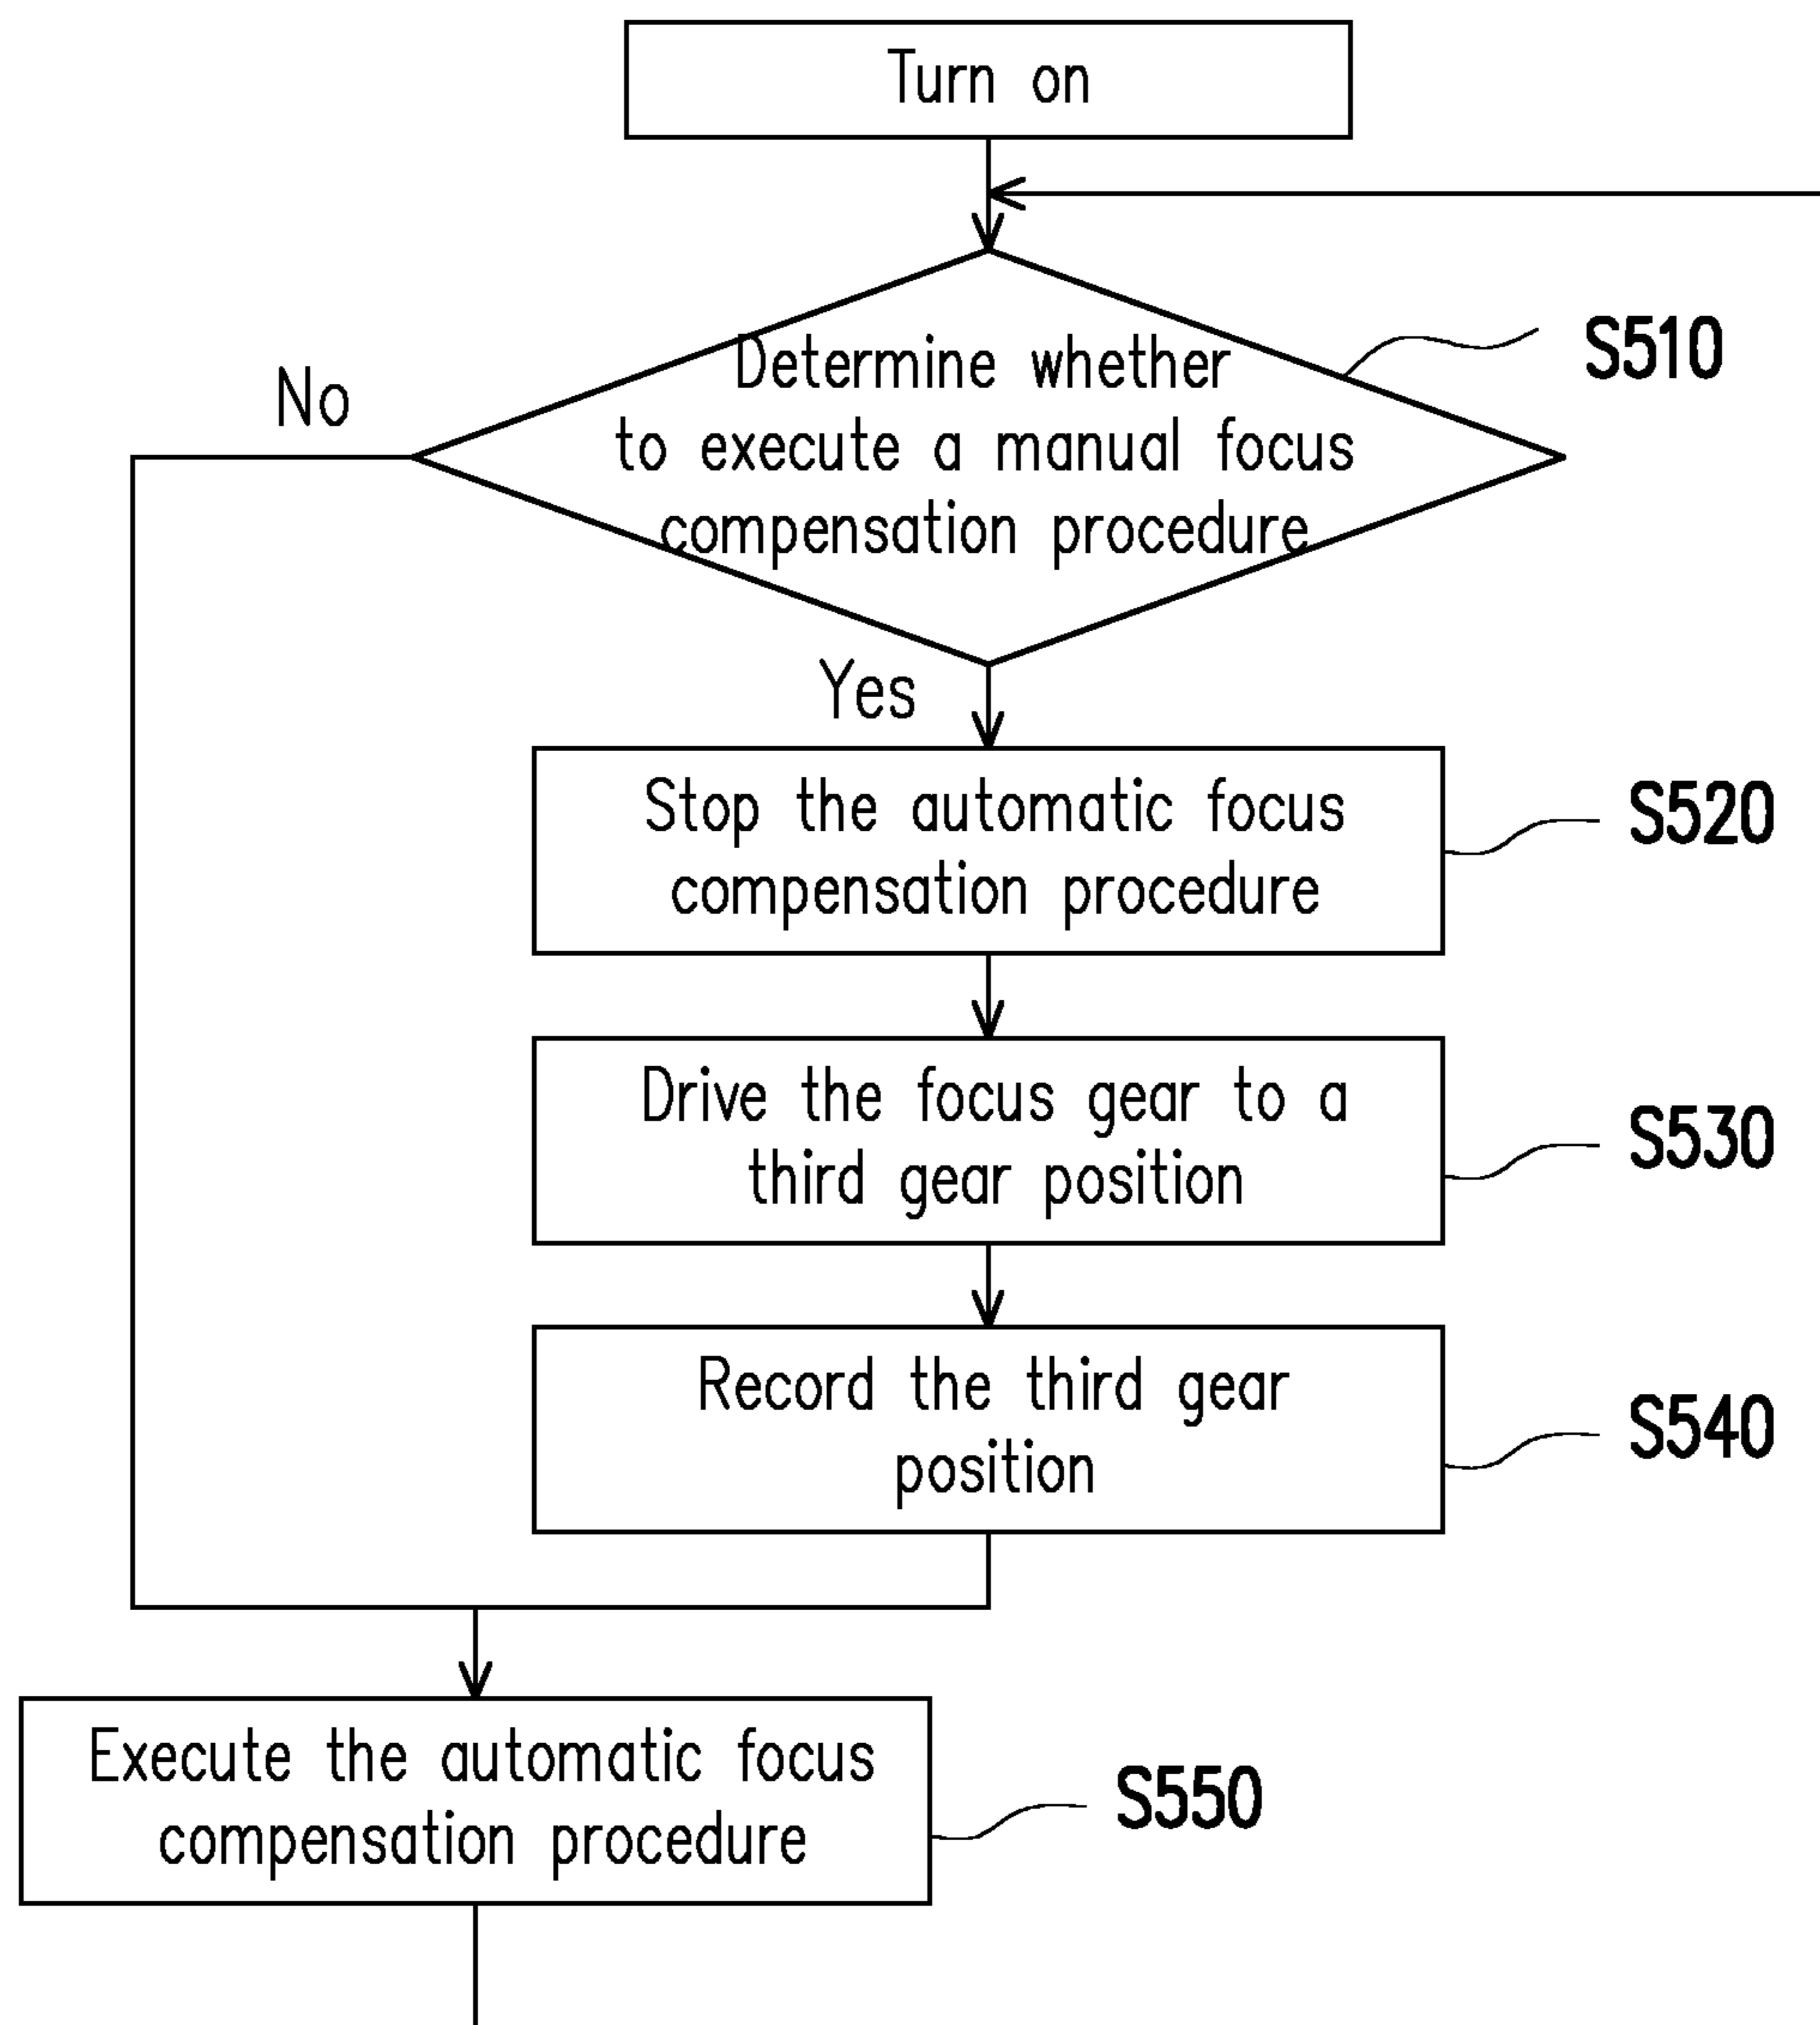 Turn on
Determine whether
to execute a manual focus
compensation procedure
S510
No
Yes
Stop the automatic focus
compensation procedure
S520
Drive the focus gear to a
third gear position
S530
Record the third gear
position
S540
Execute the automatic focus
compensation procedure
S550